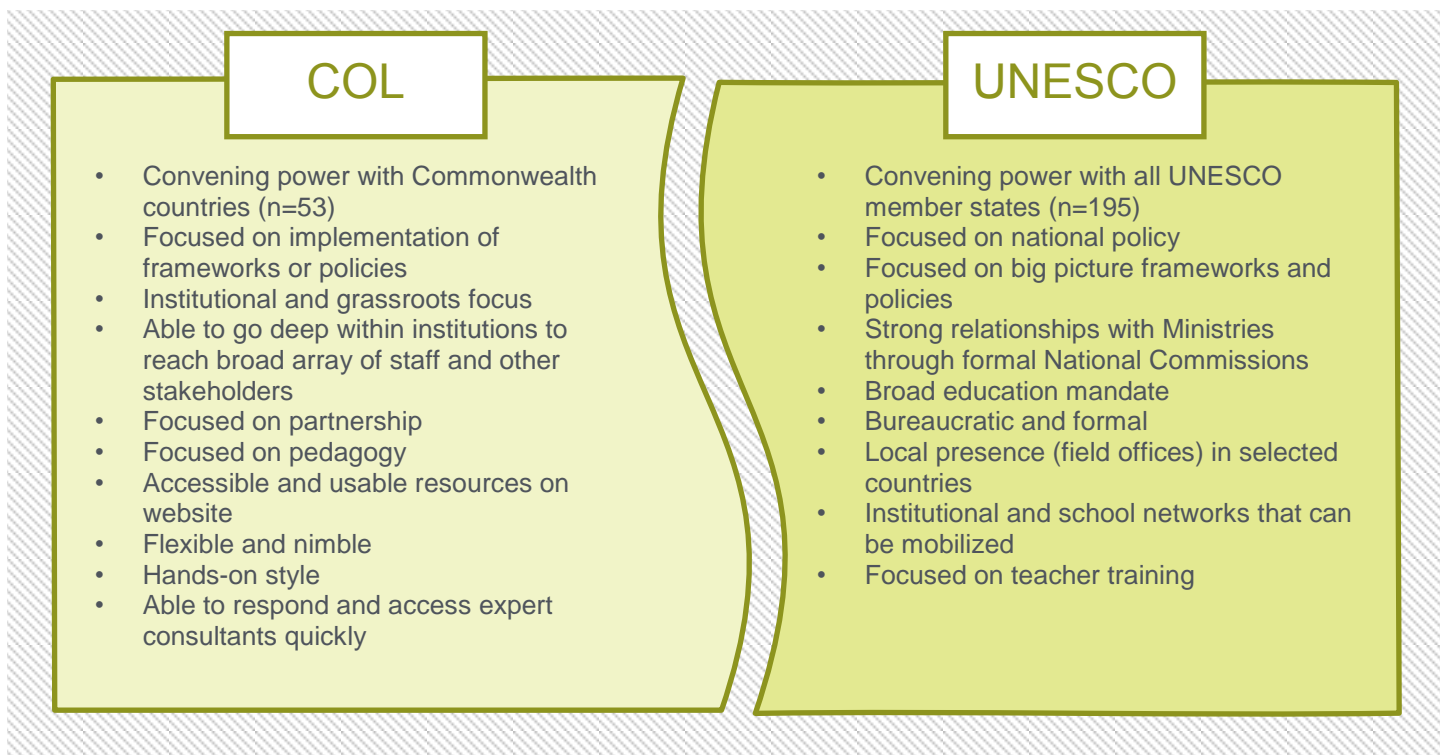 COL
• Convening power with Commonwealth
countries (n=53)
• Focused on implementation of
frameworks or policies
• Institutional and grassroots focus
• Able to go deep within institutions to
reach broad array of staff and other
stakeholders
• Focused on partnership
• Focused on pedagogy
• Accessible and usable resources on
website
• Flexible and nimble
• Hands-on style
• Able to respond and access expert
consultants quickly
UNESCO
• Convening power with all UNESCO
member states (n=195)
• Focused on national policy
• Focused on big picture frameworks and
policies
• Strong relationships with Ministries
through formal National Commissions
• Broad education mandate
• Bureaucratic and formal
• Local presence (field offices) in selected
countries
• Institutional and school networks that can
be mobilized
• Focused on teacher training